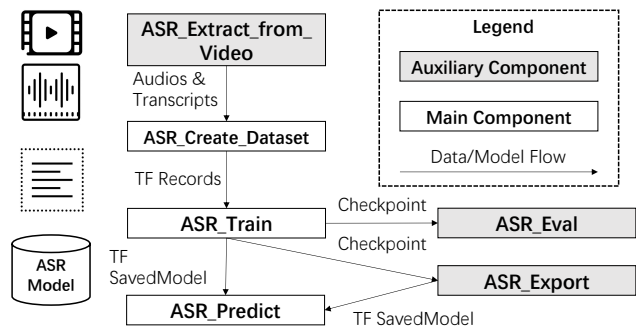 ASR_Extract_from_
Video
Legend
Auxiliary Component
Main Component
Data/Model Flow
Audios &
Transcripts
ASR_Create_Dataset
TF Records
ASR_Train
Checkpoint
ASR_Eval
Checkpoint
ASR_Export
TF
SavedModel
ASR_Predict
TF SavedModel
ASR
Model